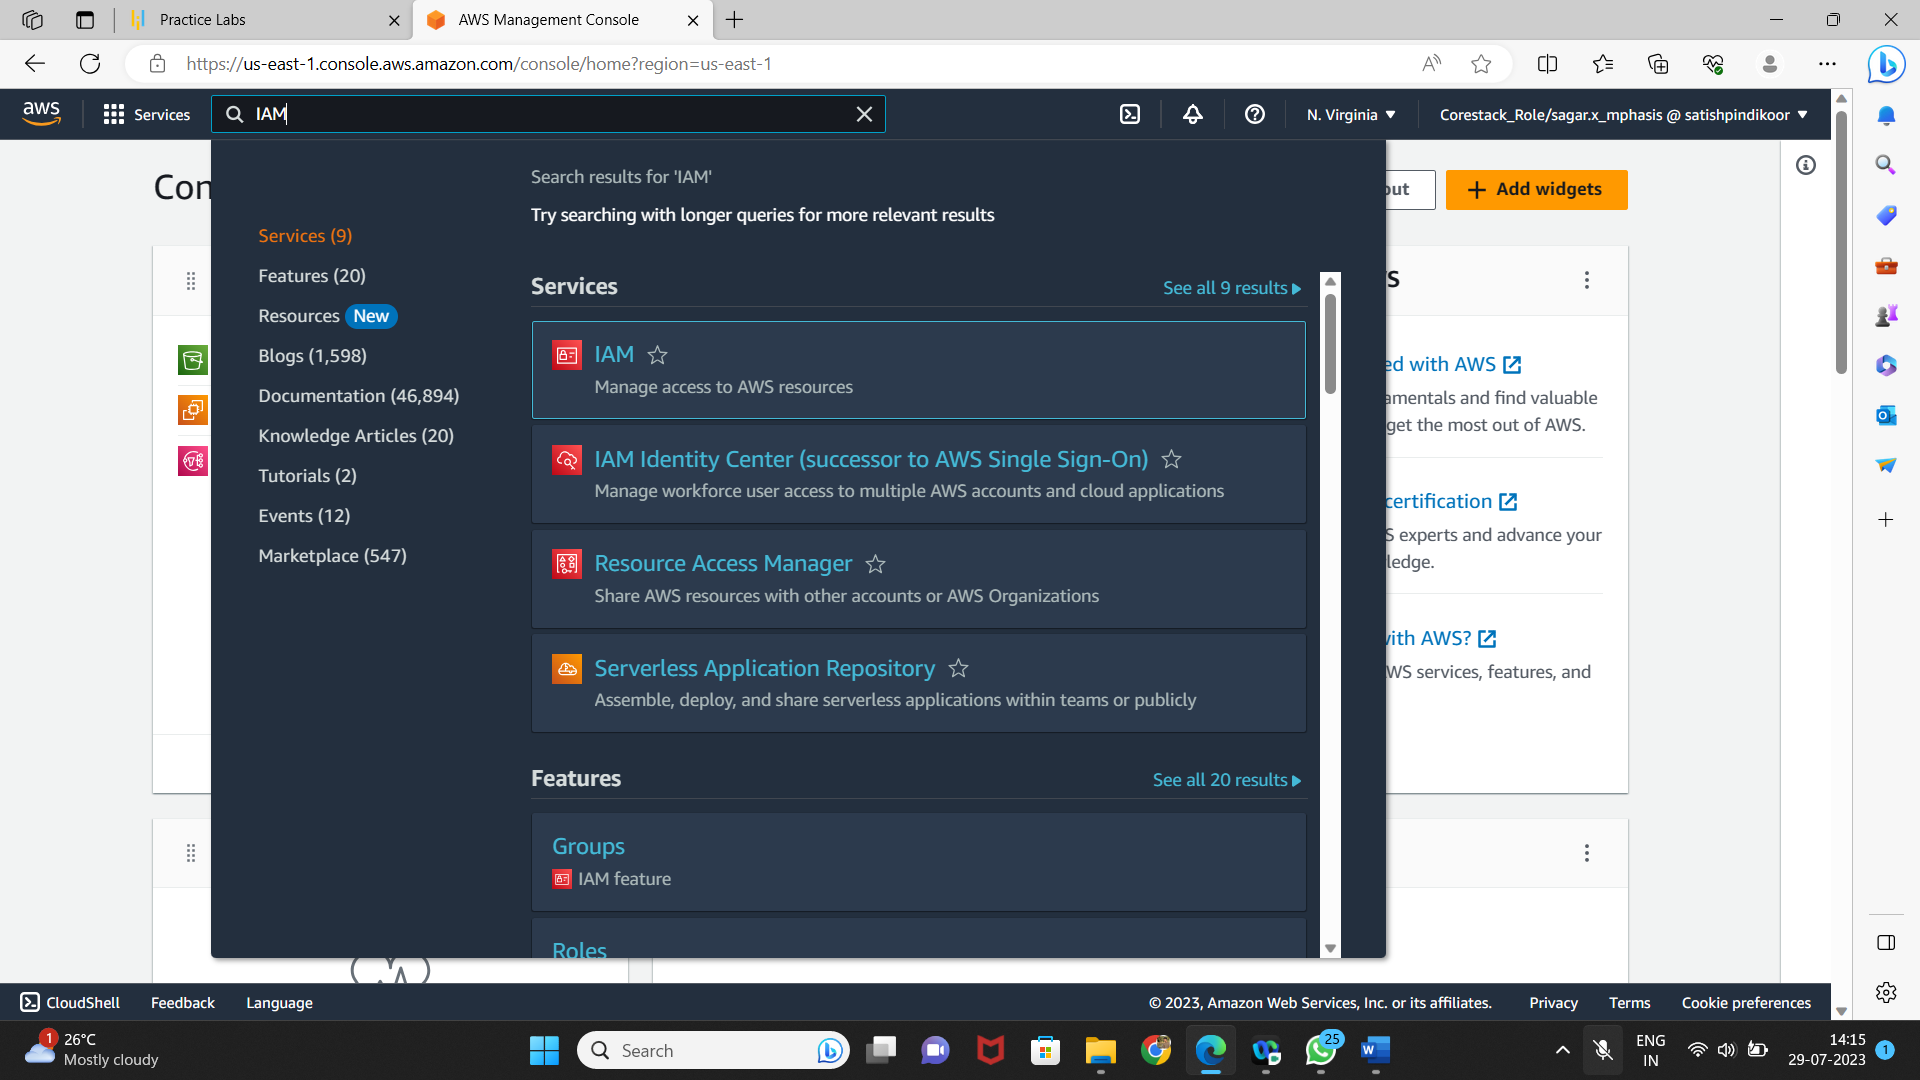 Practice Labs
AWS Management Console
https://us-east-1.console.aws.amazon.com/console/home?region=us-east-1
aws
Services
IAM
N. Virginia
Corestack_Role/sagar.x_mphasis @ satishpindikoor
Con
out
Add widgets
Search results for 'IAM'
Try searching with longer queries for more relevant results
Services (9)
Features (20)
Resources New
Blogs (1,598)
Documentation (46,894)
Knowledge Articles (20)
Tutorials (2)
Events (12)
Marketplace (547)
Services
See all 9 results
IAM
Manage access to AWS resources
IAM Identity Center (successor to AWS Single Sign-On)
Manage workforce user access to multiple AWS accounts and cloud applications
Resource Access Manager
Share AWS resources with other accounts or AWS Organizations
Serverless Application Repository
Assemble, deploy, and share serverless applications within teams or publicly
Features
See all 20 results
Groups
IAM feature
Roles
S
ed with AWS
amentals and find valuable
get the most out of AWS.
certification
S experts and advance your
ledge.
with AWS?
WS services, features, and
CloudShell
Feedback
Language
© 2023, Amazon Web Services, Inc. or its affiliates.
Privacy
Terms
Cookie preferences
1
26°C
Mostly cloudy
Search
25
ENG
IN
14:15
29-07-2023
1